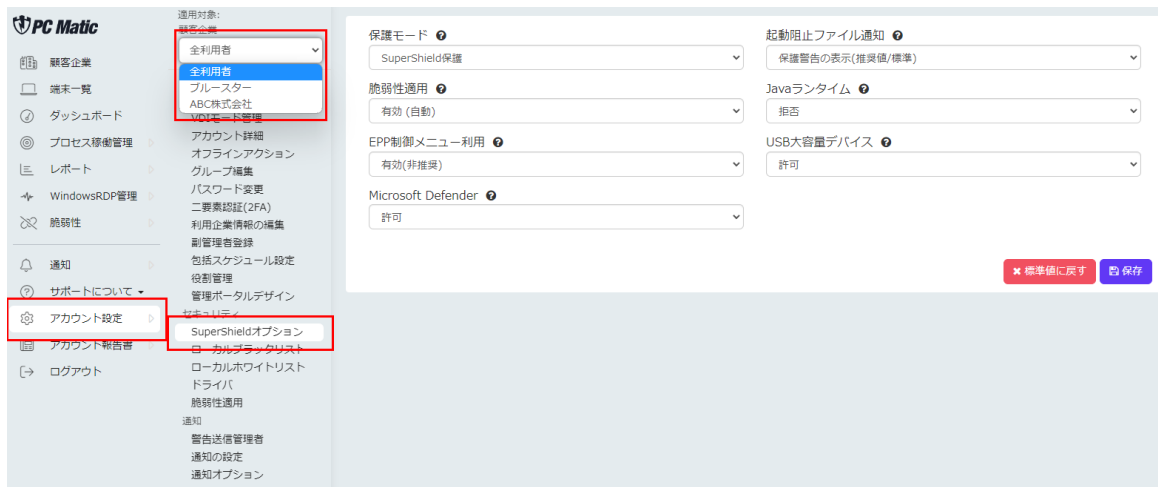 PC Matic
顧客企業
端末一覧
ダッシュボード
プロセス稼働管理
レポート
WindowsRDP管理
脆弱性
通知
サポートについて
アカウント設定
アカウント報告書
ログアウト
適用対象:
顧客企業
全利用者
全利用者
ブルースター
ABC株式会社
VDIモード管理
アカウント詳細
オフラインアクション
グループ編集
パスワード変更
二要素認証(2FA)
利用企業情報の編集
副管理者登録
包括スケジュール設定
役割管理
管理ポータルデザイン
セキュリティ
SuperShieldオプション
ローカルブラックリスト
ローカルホワイトリスト
ドライバ
脆弱性適用
通知
警告送信管理者
通知の設定
通知オプション
保護モード
SuperShield保護
脆弱性適用
有効 (自動)
EPP制御メニュー利用
有効(非推奨)
Microsoft Defender
許可
起動阻止ファイル通知
保護警告の表示(推奨値/標準)
Javaランタイム
拒否
USB大容量デバイス
許可
標準値に戻す
保存